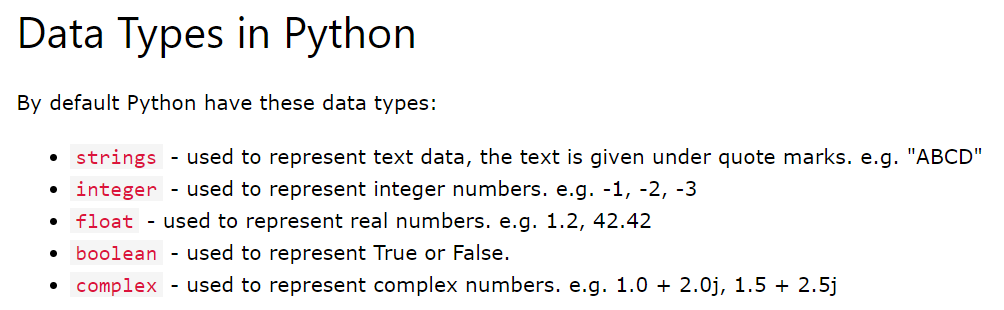 Data Types in Python
By default Python have these data types:
• strings - used to represent text data, the text is given under quote marks. e.g. "ABCD"
• integer - used to represent integer numbers. e.g. -1, -2, -3
• float - used to represent real numbers. e.g. 1.2, 42.42
• boolean - used to represent True or False.
• complex - used to represent complex numbers. e.g. 1.0 + 2.0j, 1.5 + 2.5j